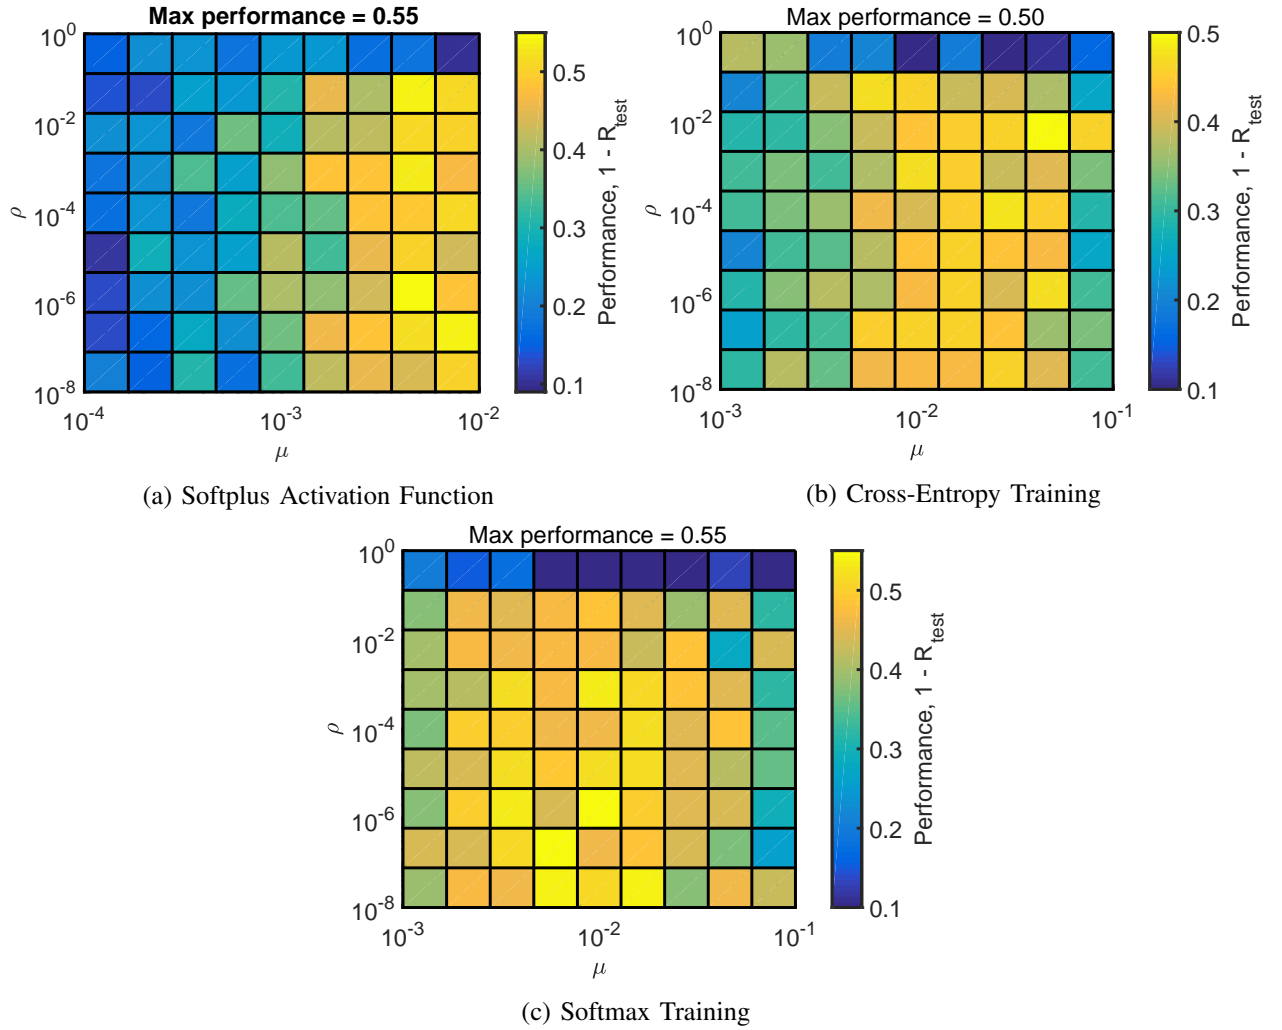 Max performance = 0.55
10^0
10^-2
10^-4
10^-6
10^-8
ρ
10^-4
10^-3
10^-2
μ
0.5
0.4
0.3
0.2
0.1
Performance, 1 - R_test
(a) Softplus Activation Function
Max performance = 0.50
10^0
10^-2
10^-4
10^-6
10^-8
ρ
10^-3
10^-2
10^-1
μ
0.5
0.4
0.3
0.2
0.1
Performance, 1 - R_test
(b) Cross-Entropy Training
Max performance = 0.55
10^0
10^-2
10^-4
10^-6
10^-8
ρ
10^-3
10^-2
10^-1
μ
0.5
0.4
0.3
0.2
0.1
Performance, 1 - R_test
(c) Softmax Training